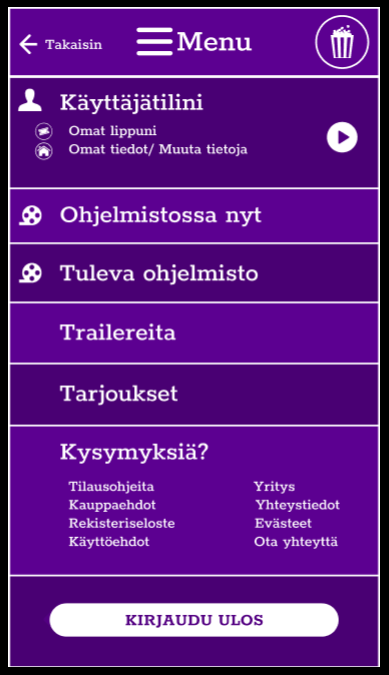 Takaisin
Menu
Käyttäjätilini
Omat lippuni
Omat tiedot/ Muuta tietoja
Ohjelmistossa nyt
Tuleva ohjelmisto
Trailereita
Tarjoukset
Kysymyksiä?
Tilausohjeita
Kauppaehdot
Rekisteriseloste
Käyttöehdot
Yritys
Yhteystiedot
Evästeet
Ota yhteyttä
KIRJAUDU ULOS